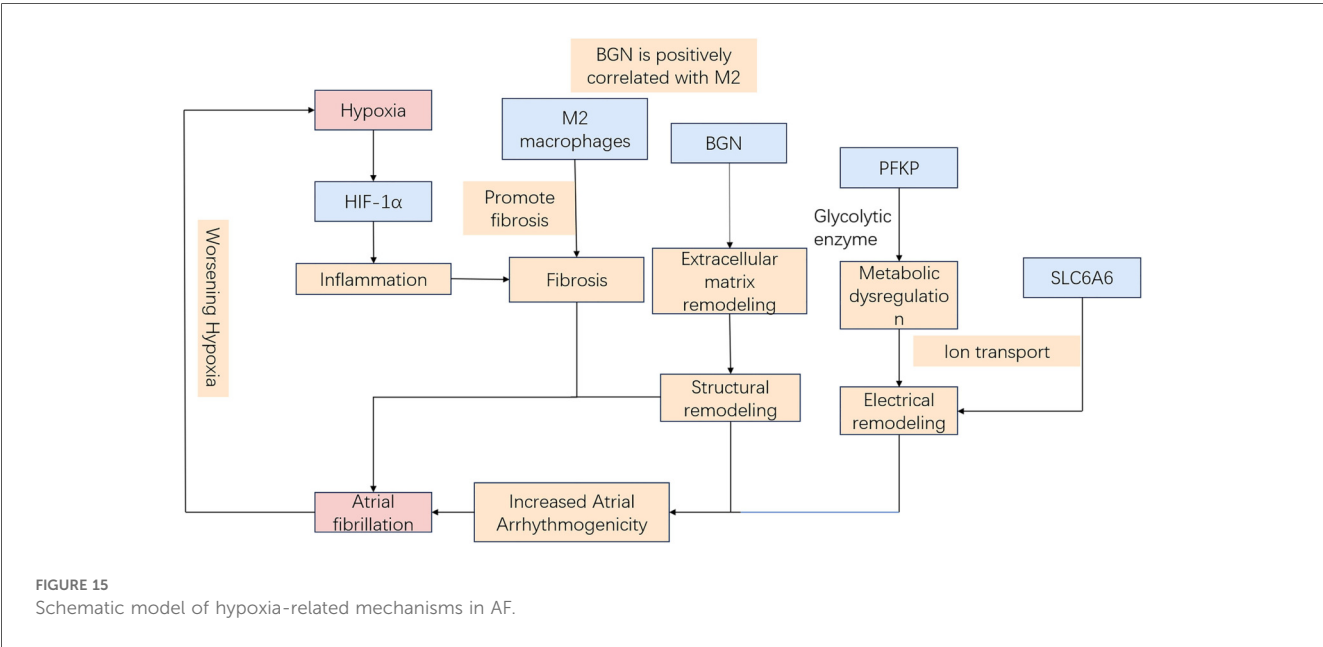 BGN is positively
correlated with M2
Hypoxia
M2
macrophages
BGN
PFKP
HIF-1α
Promote
fibrosis
Glycolytic
enzyme
Worsening Hypoxia
Inflammation
Fibrosis
Extracellular
matrix
remodeling
Metabolic
dysregulatio
n
SLC6A6
Ion transport
Structural
remodeling
Electrical
remodeling
Atrial
fibrillation
Increased Atrial
Arrhythmogenicity
FIGURE 15
Schematic model of hypoxia-related mechanisms in AF.